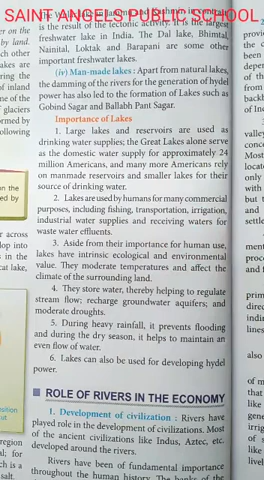 SAINT ANGELS PUBLIC SCHOOL
is the result of the tectonic activity. It is the largest
freshwater lake in India. The Dal lake, Bhimtal,
Nainital, Loktak and Barapani are some other
important freshwater lakes.
(iv) Man-made lakes : Apart from natural lakes,
the damming of rivers for the generation of hydel
power has also led to the formation of Lakes such as
Gobind Sagar and Ballabh Pant Sagar.
Importance of Lakes
1. Large lakes and reservoirs are used as
drinking water supplies; the Great Lakes alone serve
as the domestic water supply for approximately 24
million Americans, and many more Americans rely
on manmade reservoirs and smaller lakes for their
source of drinking water.
2. Lakes are used by humans for many commercial
purposes, including fishing, transportation, irrigation,
industrial water supplies and receiving waters for
waste water effluents.
3. Aside from their importance for human use,
lakes have intrinsic ecological and environmental
value. They moderate temperatures and affect the
climate of the surrounding land.
4. They store water, thereby helping to regulate
stream flow; recharge groundwater aquifers; and
moderate droughts.
5. During heavy rainfall, it prevents flooding
and during the dry season, it helps to maintain an
even flow of water.
6. Lakes can also be used for developing hydel
power.
ROLE OF RIVERS IN THE ECONOMY
1. Development of civilization : Rivers have
played role in the development of civilizations. Most
of the ancient civilizations like Indus, Aztec, etc.
developed around the rivers.
Rivers have been of fundamental importance
throughout the human history. The banks of the